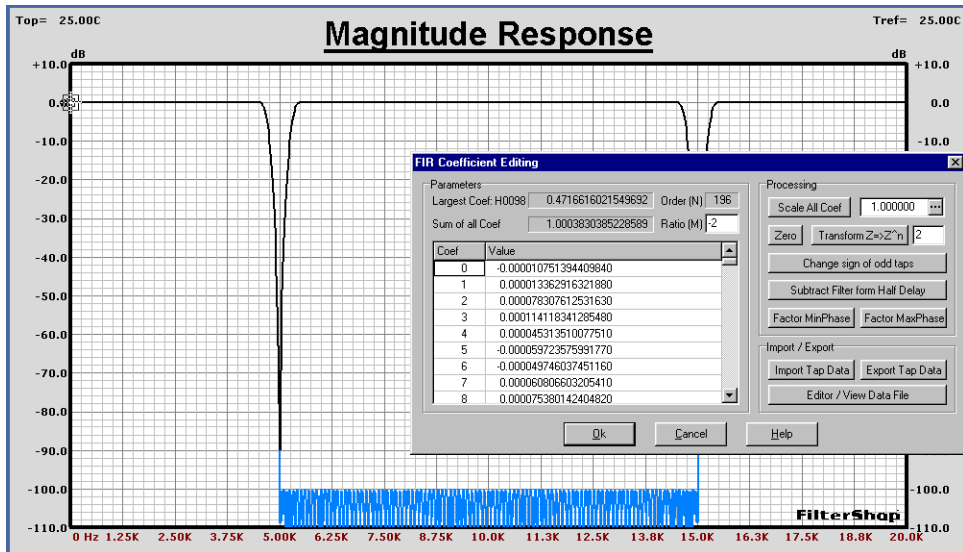 Top= 25.00C
Tref= 25.00C
Magnitude Response
dB
dB
+10.0
+10.0
0.0
0.0
-10.0
-10.0
-20.0
-30.0
-40.0
-50.0
-60.0
-70.0
-80.0
-90.0
-100.0
-100.0
-110.0
-110.0
FilterShop
0 Hz 1.25K 2.50K 3.75K 5.00K 6.25K 7.50K 8.75K 10.0K 11.3K 12.5K 13.8K 15.0K 16.3K 17.5K 18.8K 20.0K
FIR Coefficient Editing
Parameters
Largest Coef: H0098 0.4716616021549692 Order (N) 196
Sum of all Coef 1.0003830385228589 Ratio (M) -2
Coef Value
0 -0.000010751394409840
1 0.000013362916321880
2 0.000078307612531630
3 0.000114118341285480
4 0.000045313510077510
5 -0.000059723575991770
6 -0.000049746037451160
7 0.000060806603205410
8 0.000075380142404820
Processing
Scale All Coef 1.000000 ...
Zero Transform Z=>Z^n 2
Change sign of odd taps
Subtract Filter form Half Delay
Factor MinPhase Factor MaxPhase
Import / Export
Import Tap Data Export Tap Data
Editor / View Data File
Ok Cancel Help